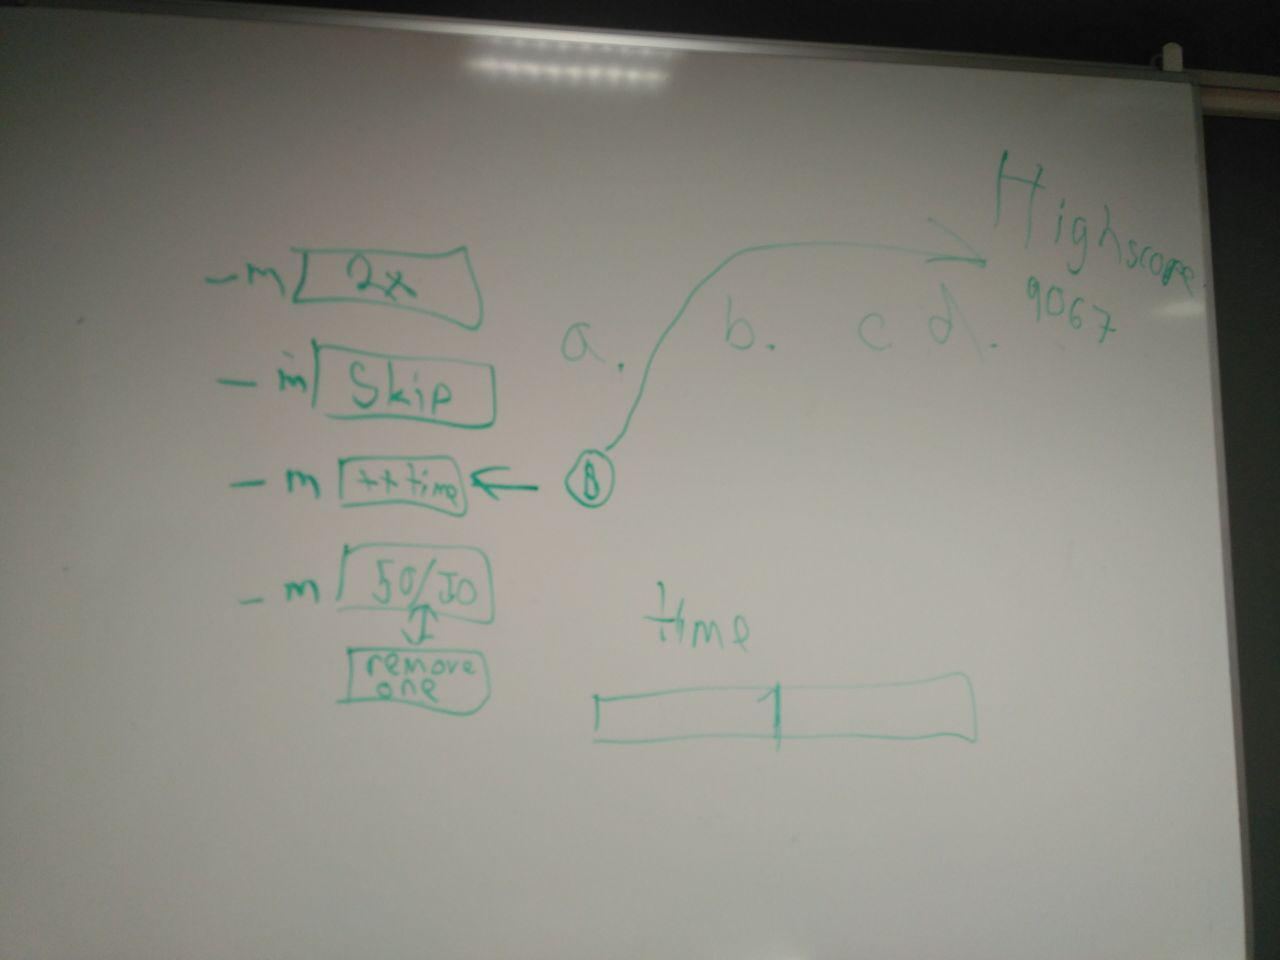 Highscore
9067
- m 2x
a. b. c d.
- m Skip
- m ++ time
B
- m 50/50
remove
one
time